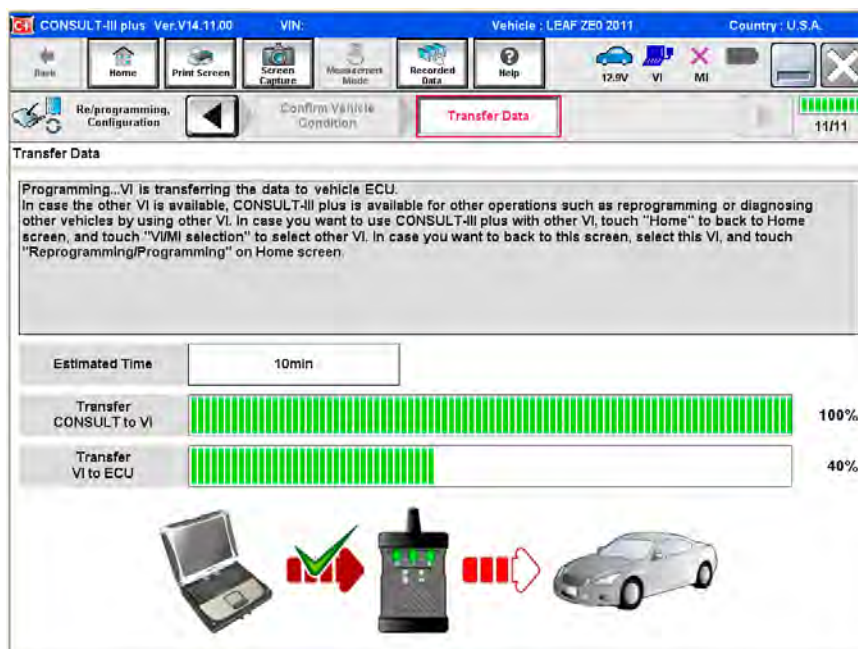 CONSULT-III plus Ver.V14.11.00 VIN: Vehicle : LEAF ZE0 2011 Country : U.S.A.
Back
Home
Print Screen
Screen
Capture
Measurement
Mode
Recorded
Data
Help
12.9V
VI
MI
Re/programming,
Configuration
Confirm Vehicle
Condition
Transfer Data
11/11
Transfer Data
Programming...VI is transferring the data to vehicle ECU.
In case the other VI is available, CONSULT-III plus is available for other operations such as reprogramming or diagnosing
other vehicles by using other VI. In case you want to use CONSULT-III plus with other VI, touch "Home" to back to Home
screen, and touch "VI/MI selection" to select other VI. In case you want to back to this screen, select this VI, and touch
"Reprogramming/Programming" on Home screen.
Estimated Time
10min
Transfer
CONSULT to VI
100%
Transfer
VI to ECU
40%